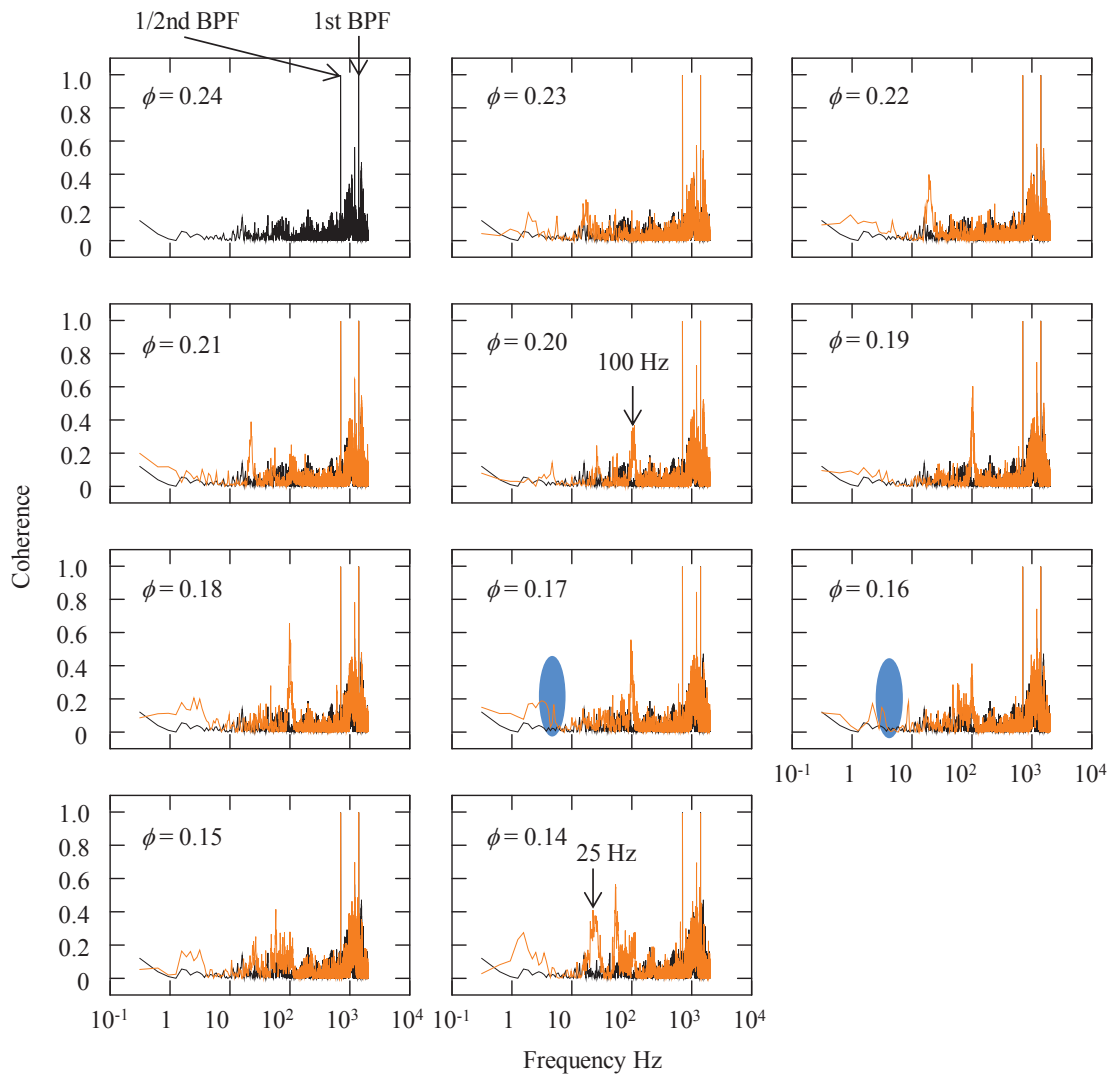 1/2nd BPF 1st BPF
1.0 0.8 0.6 0.4 0.2 0
ϕ = 0.24
ϕ = 0.23
ϕ = 0.22
1.0 0.8 0.6 0.4 0.2 0
ϕ = 0.21
ϕ = 0.20
100 Hz
ϕ = 0.19
Coherence
1.0 0.8 0.6 0.4 0.2 0
ϕ = 0.18
ϕ = 0.17
ϕ = 0.16
10⁻¹ 1 10 10² 10³ 10⁴
1.0 0.8 0.6 0.4 0.2 0
ϕ = 0.15
ϕ = 0.14
25 Hz
10⁻¹ 1 10 10² 10³ 10⁴
10⁻¹ 1 10 10² 10³ 10⁴
Frequency Hz